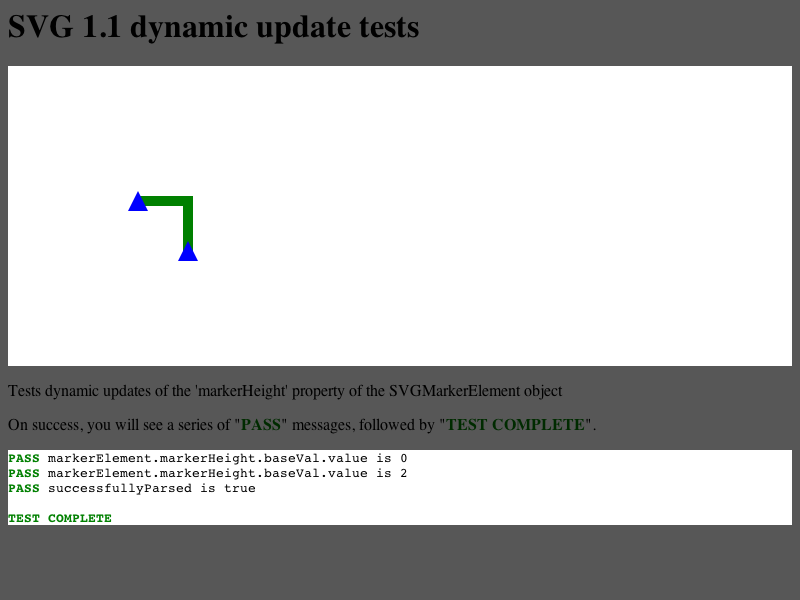 SVG 1.1 dynamic update tests
Tests dynamic updates of the 'markerHeight' property of the SVGMarkerElement object
On success, you will see a series of "PASS" messages, followed by "TEST COMPLETE".
PASS markerElement.markerHeight.baseVal.value is 0
PASS markerElement.markerHeight.baseVal.value is 2
PASS successfullyParsed is true
TEST COMPLETE